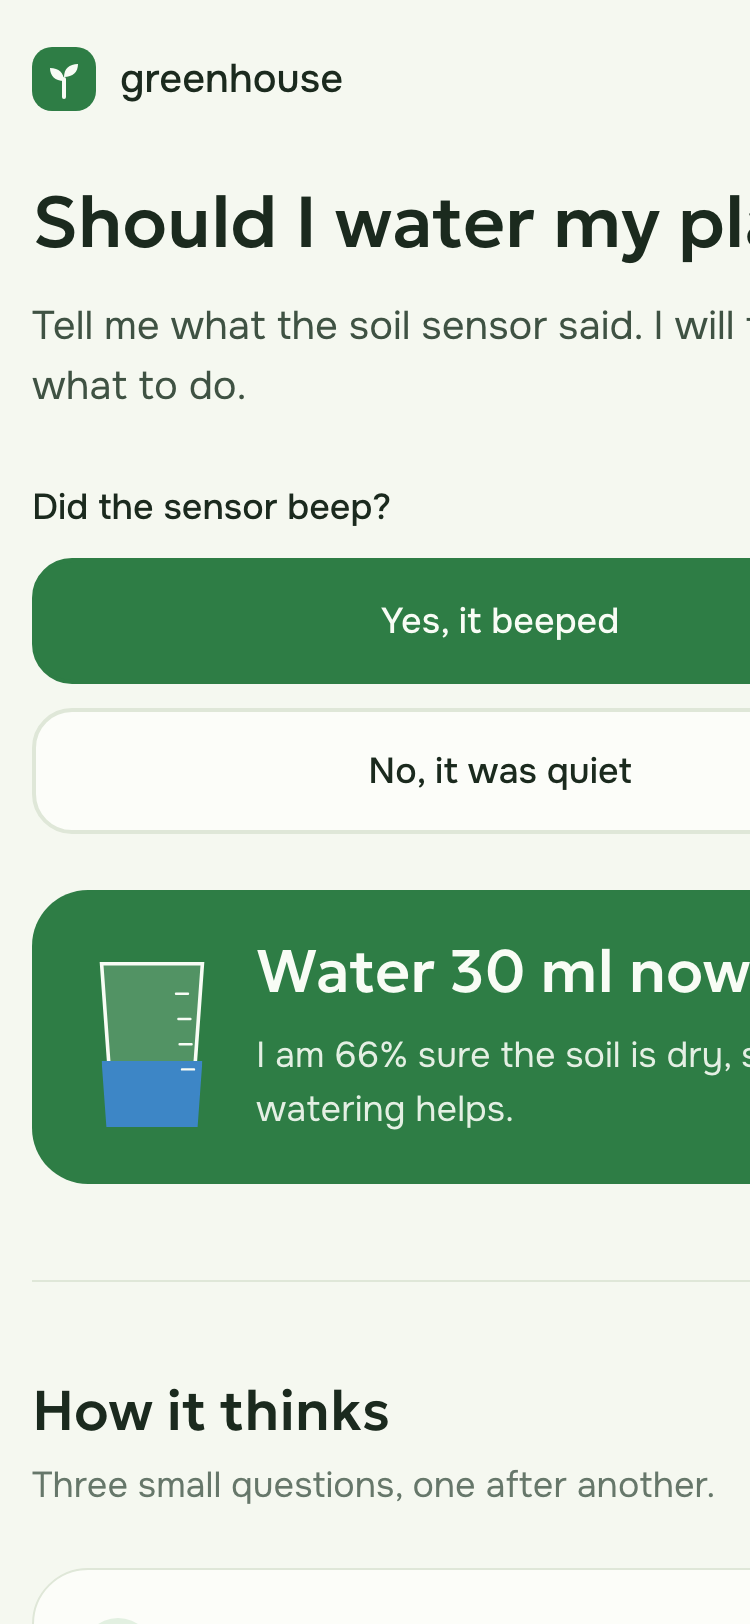 greenhouse
Should I water my
Tell me what the soil sensor said. I will
what to do.
Did the sensor beep?
Yes, it beeped
No, it was quiet
Water 30 ml now
I am 66% sure the soil is dry,
watering helps.
How it thinks
Three small questions, one after another.